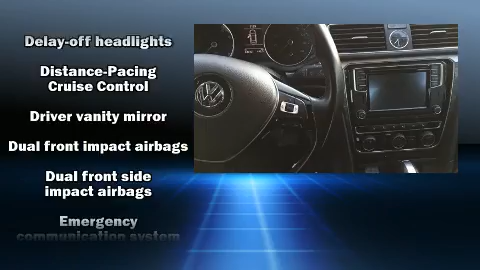 Delay-off headlights
Distance-Pacing
Cruise Control
Driver vanity mirror
Dual front impact airbags
Dual front side
impact airbags
Emergency
communication system